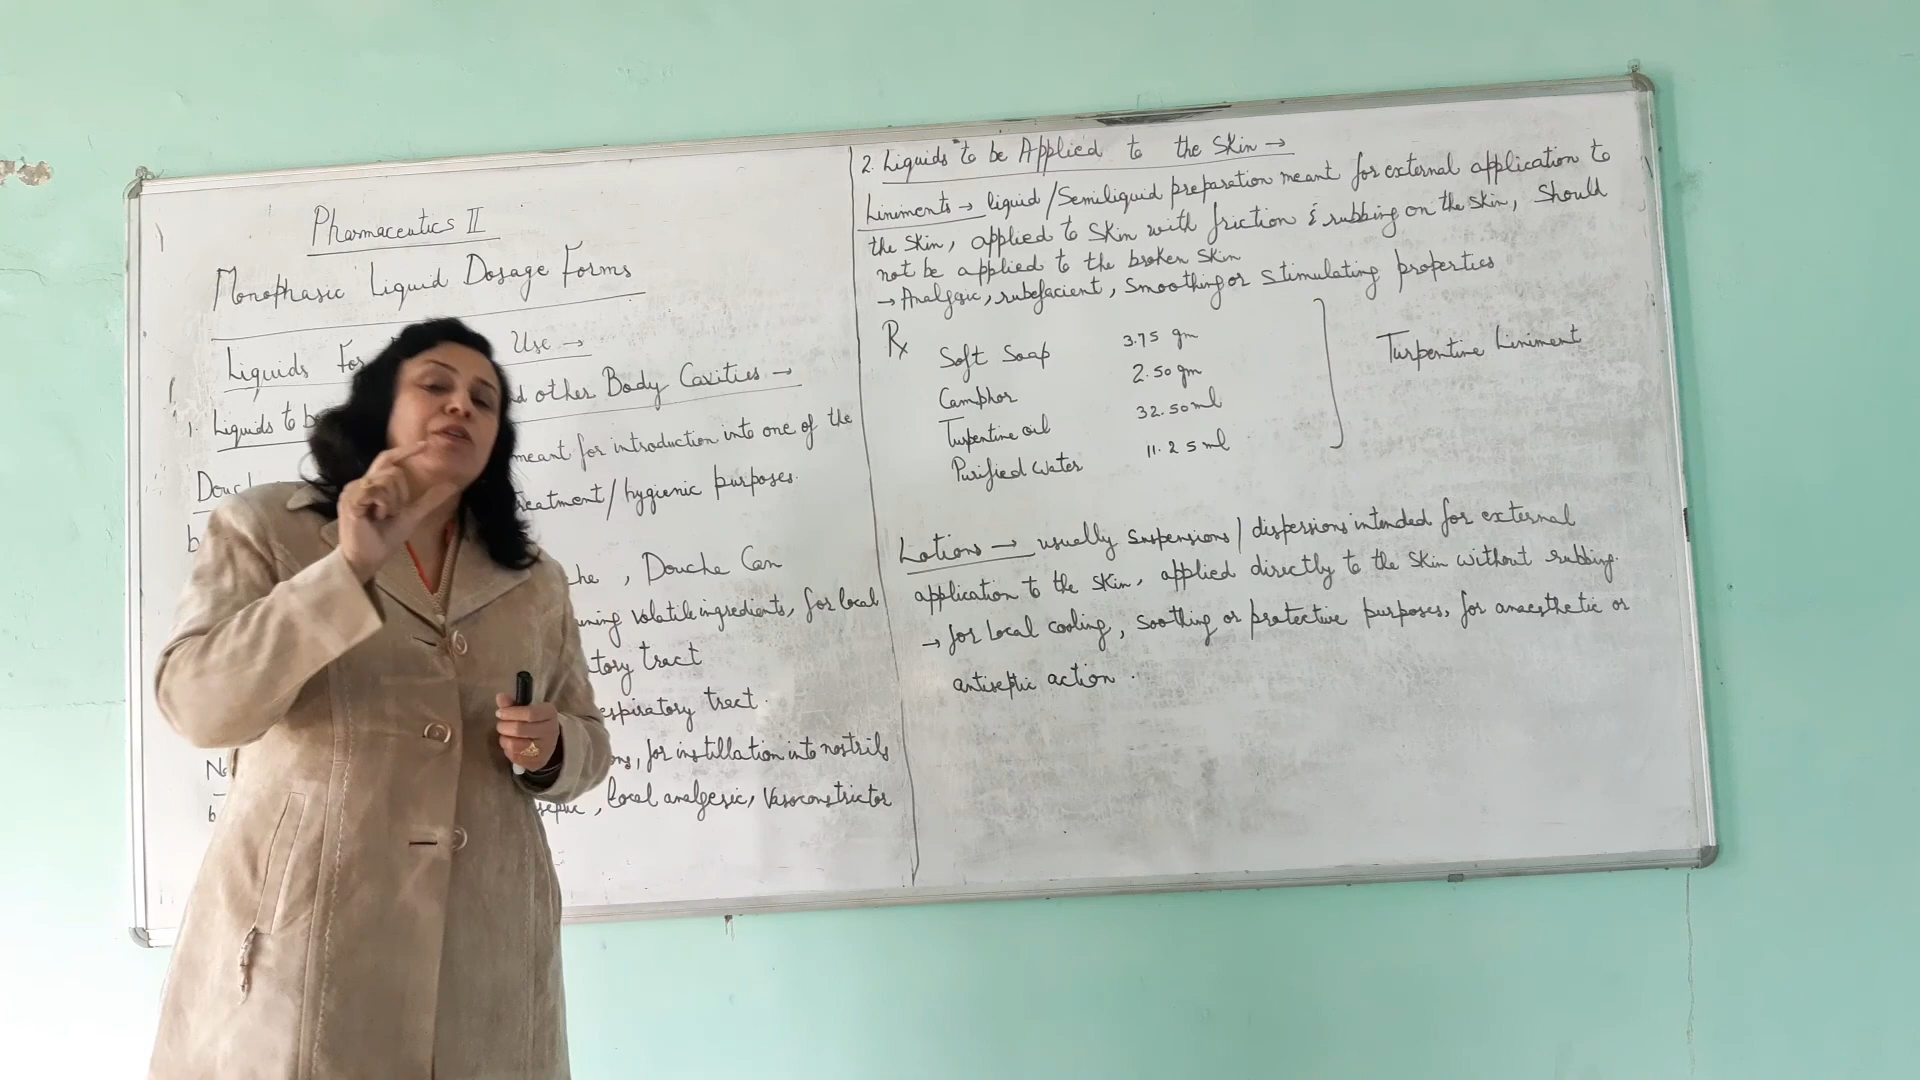 Pharmaceutics II
Monophasic Liquid Dosage Forms
Liquids For Use →
1. Liquids to b other Body Cavities →
meant for introduction into one of the
b treatment/hygienic purposes.
, Douche Can
volatile ingredients, for local
tract
respiratory tract.
for instillation into nostrils
b , local analgesic, Vasoconstrictor
2. Liquids to be Applied to the Skin →
Liniments → liquid/Semiliquid preparation meant for external application to
the skin, applied to skin with friction & rubbing on the skin, Should
not be applied to the broken skin
→ Analgesic, rubefacient, Smoothing or stimulating properties
Rx
Soft Soap 3.75 gm
Camphor 2.50 gm
Turpentine oil 32.50 ml
Purified Water 11.25 ml
Turpentine Liniment
Lotions → usually suspensions/dispersions intended for external
application to the skin, applied directly to the skin without rubbing.
→ for local cooling, soothing or protective purposes, for anaesthetic or
antiseptic action.